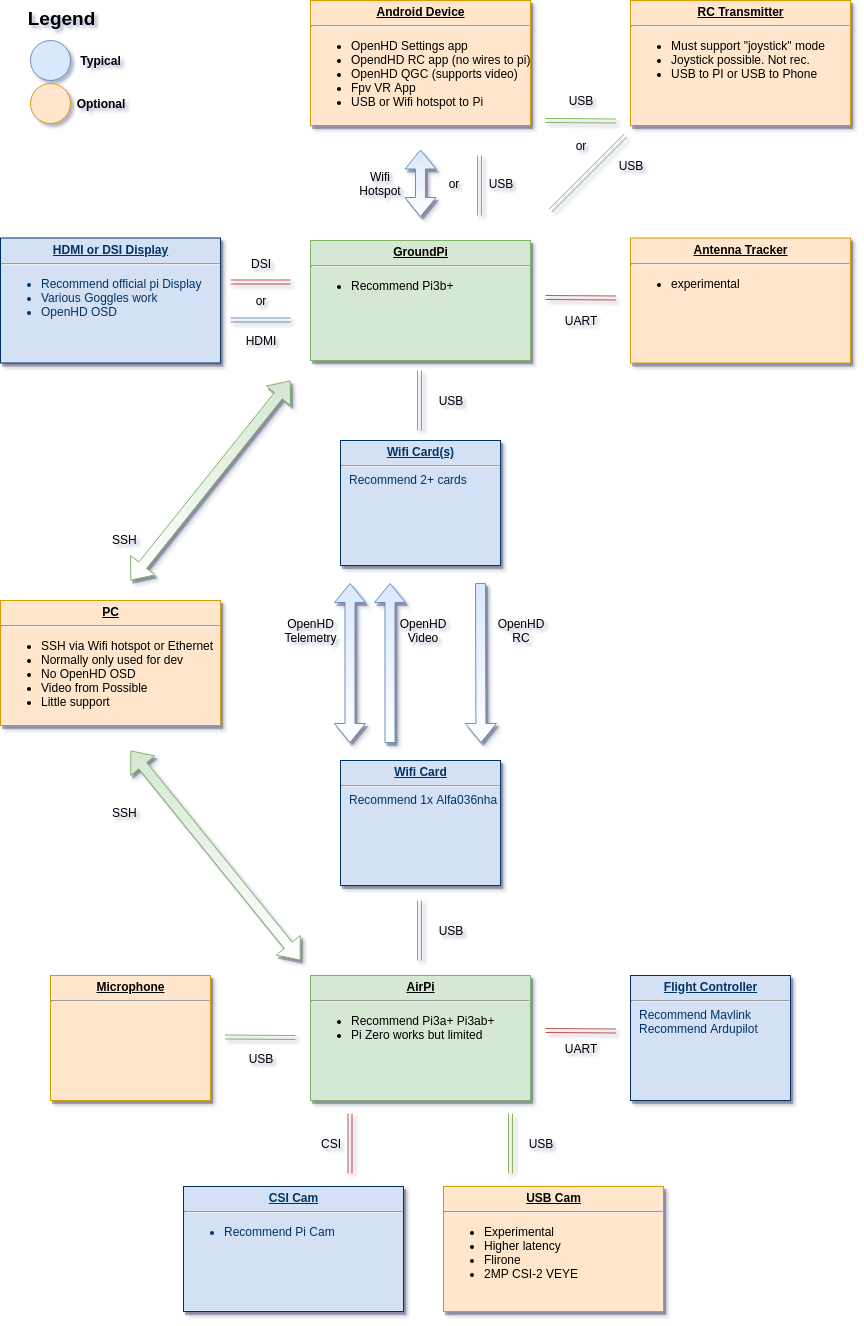 Legend
Typical
Optional
Android Device
OpenHD Settings app
OpendHD RC app (no wires to pi)
OpenHD QGC (supports video)
Fpv VR App
USB or Wifi hotspot to Pi
RC Transmitter
Must support "joystick" mode
Joystick possible. Not rec.
USB to PI or USB to Phone
USB
or
USB
Wifi
Hotspot
or
USB
HDMI or DSI Display
Recommend official pi Display
Various Goggles work
OpenHD OSD
DSI
or
HDMI
GroundPi
Recommend Pi3b+
UART
Antenna Tracker
experimental
USB
Wifi Card(s)
Recommend 2+ cards
SSH
PC
SSH via Wifi hotspot or Ethernet
Normally only used for dev
No OpenHD OSD
Video from Possible
Little support
OpenHD
Telemetry
OpenHD
Video
OpenHD
RC
Wifi Card
Recommend 1x Alfa036nha
SSH
USB
Microphone
USB
AirPi
Recommend Pi3a+ Pi3ab+
Pi Zero works but limited
UART
Flight Controller
Recommend Mavlink
Recommend Ardupilot
CSI
USB
CSI Cam
Recommend Pi Cam
USB Cam
Experimental
Higher latency
Flirone
2MP CSI-2 VEYE